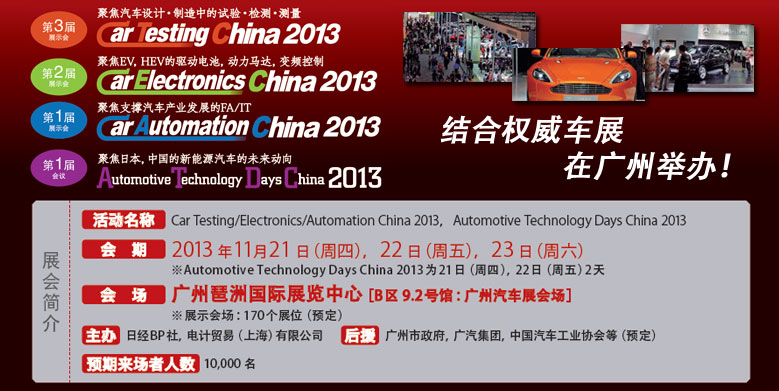 第3届
展示会
聚焦汽车设计·制造中的试验·检测·测量
Car Testing China 2013
第2届
展示会
聚焦EV, HEV的驱动电池, 动力马达, 变频控制
Car Electronics China 2013
第1届
展示会
聚焦支撑汽车产业发展的FA/IT
Car Automation China 2013
第1届
会议
聚焦日本, 中国的新能源汽车的未来动向
Automotive Technology Days China 2013
结合权威车展
在广州举办！
展会简介
活动名称 Car Testing/Electronics/Automation China 2013, Automotive Technology Days China 2013
会期 2013年11月21日(周四), 22日(周五), 23日(周六)
※Automotive Technology Days China 2013为21日(周四), 22日(周五)2天
会场 广州琶洲国际展览中心 [B区 9.2号馆：广州汽车展会场]
※展示会场：170个展位(预定)
主办 日经BP社, 电计贸易(上海)有限公司 后援 广州市政府, 广汽集团, 中国汽车工业协会等(预定)
预期来场者人数 10,000 名